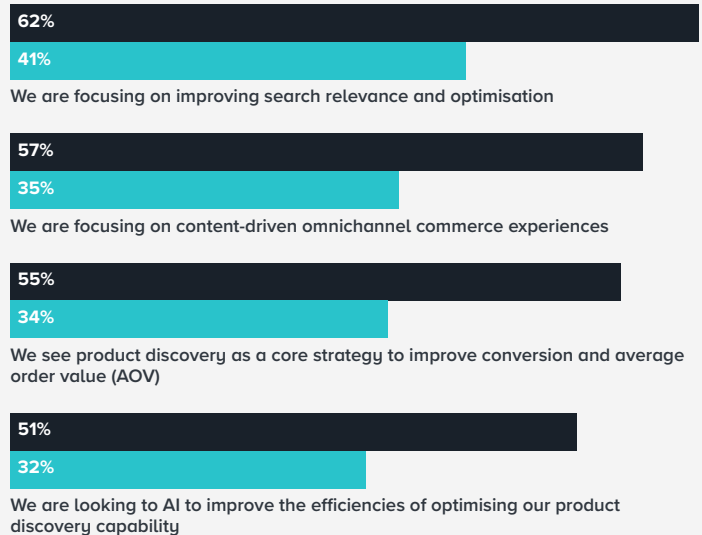 62%
41%
We are focusing on improving search relevance and optimisation
57%
35%
We are focusing on content-driven omnichannel commerce experiences
55%
34%
We see product discovery as a core strategy to improve conversion and average
order value (AOV)
51%
32%
We are looking to AI to improve the efficiencies of optimising our product
discovery capability